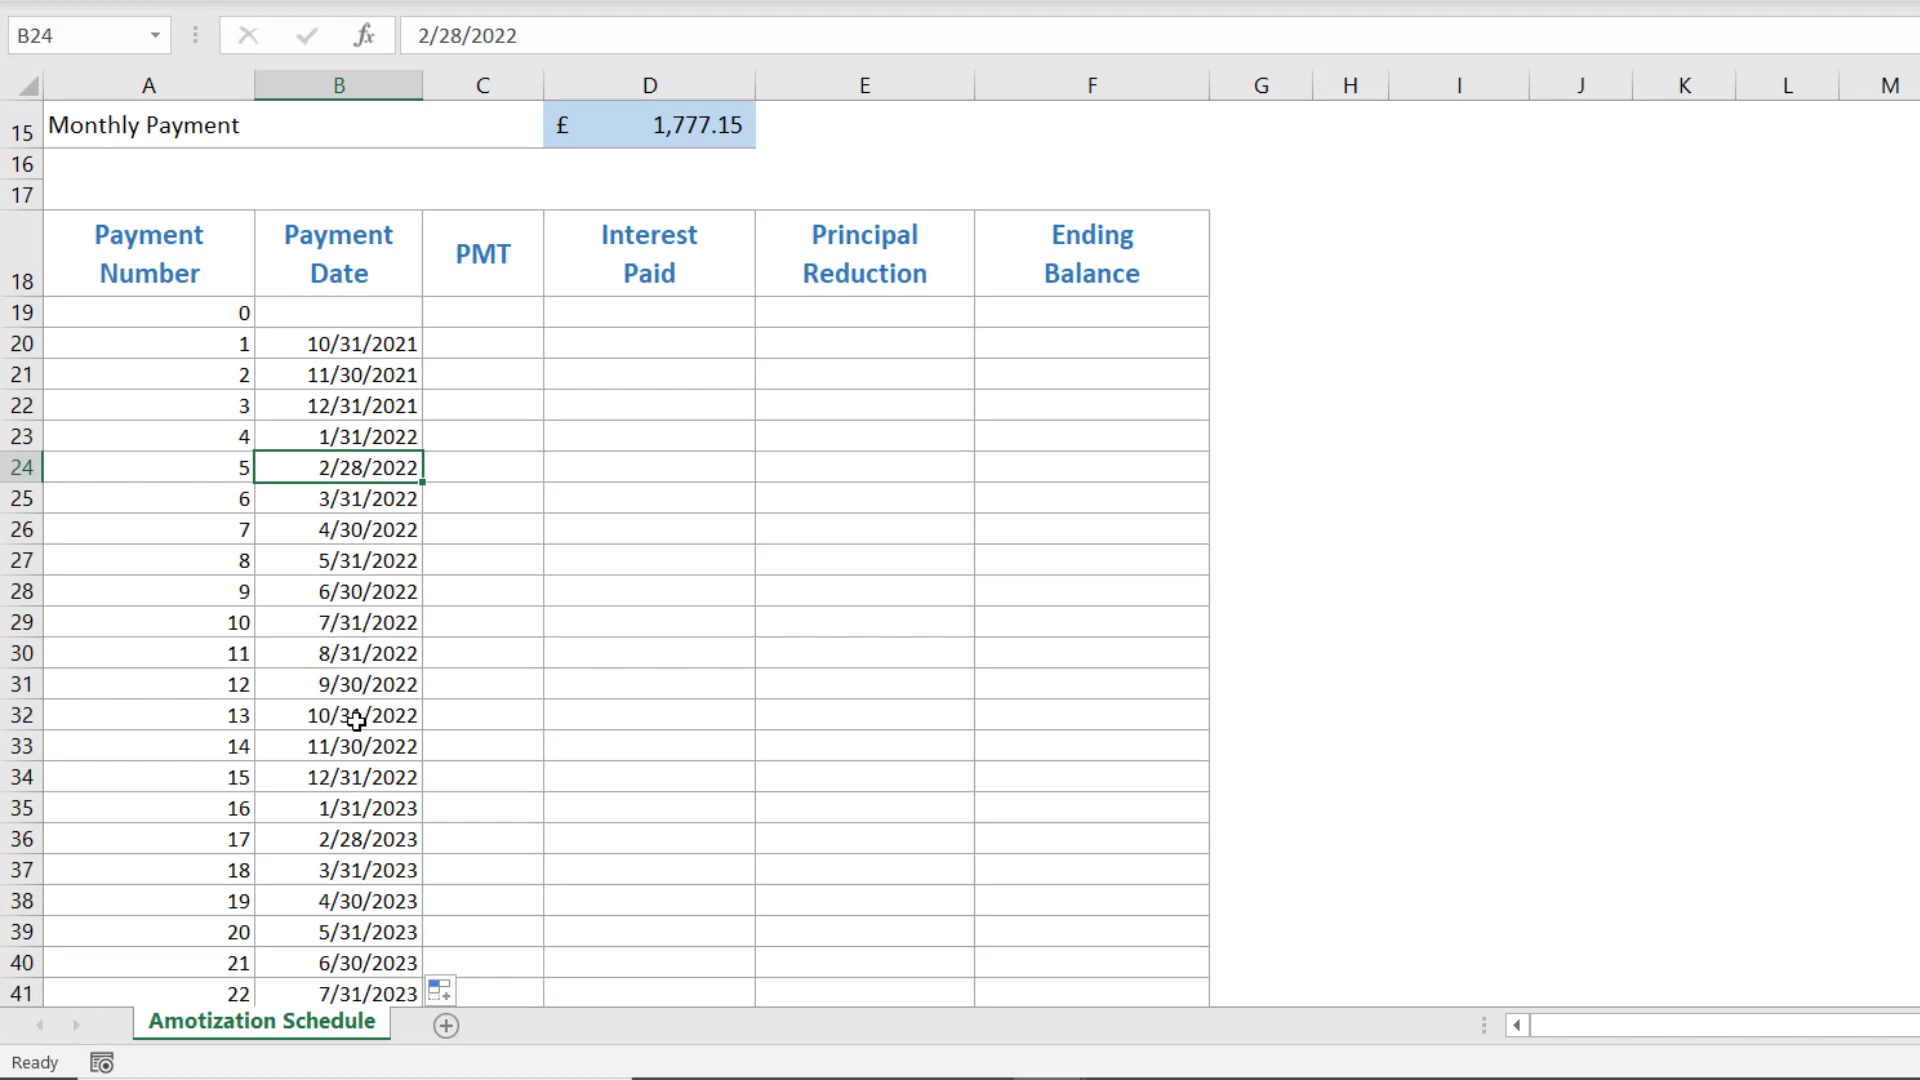 B24 fx 2/28/2022
A B C D E F G H I J K L M
15 Monthly Payment £ 1,777.15
16
17
Payment Payment Interest Principal Ending
PMT
18 Number Date Paid Reduction Balance
19 0
20 1 10/31/2021
21 2 11/30/2021
22 3 12/31/2021
23 4 1/31/2022
24 5 2/28/2022
25 6 3/31/2022
26 7 4/30/2022
27 8 5/31/2022
28 9 6/30/2022
29 10 7/31/2022
30 11 8/31/2022
31 12 9/30/2022
32 13 10/31/2022
33 14 11/30/2022
34 15 12/31/2022
35 16 1/31/2023
36 17 2/28/2023
37 18 3/31/2023
38 19 4/30/2023
39 20 5/31/2023
40 21 6/30/2023
41 22 7/31/2023
Amotization Schedule
Ready